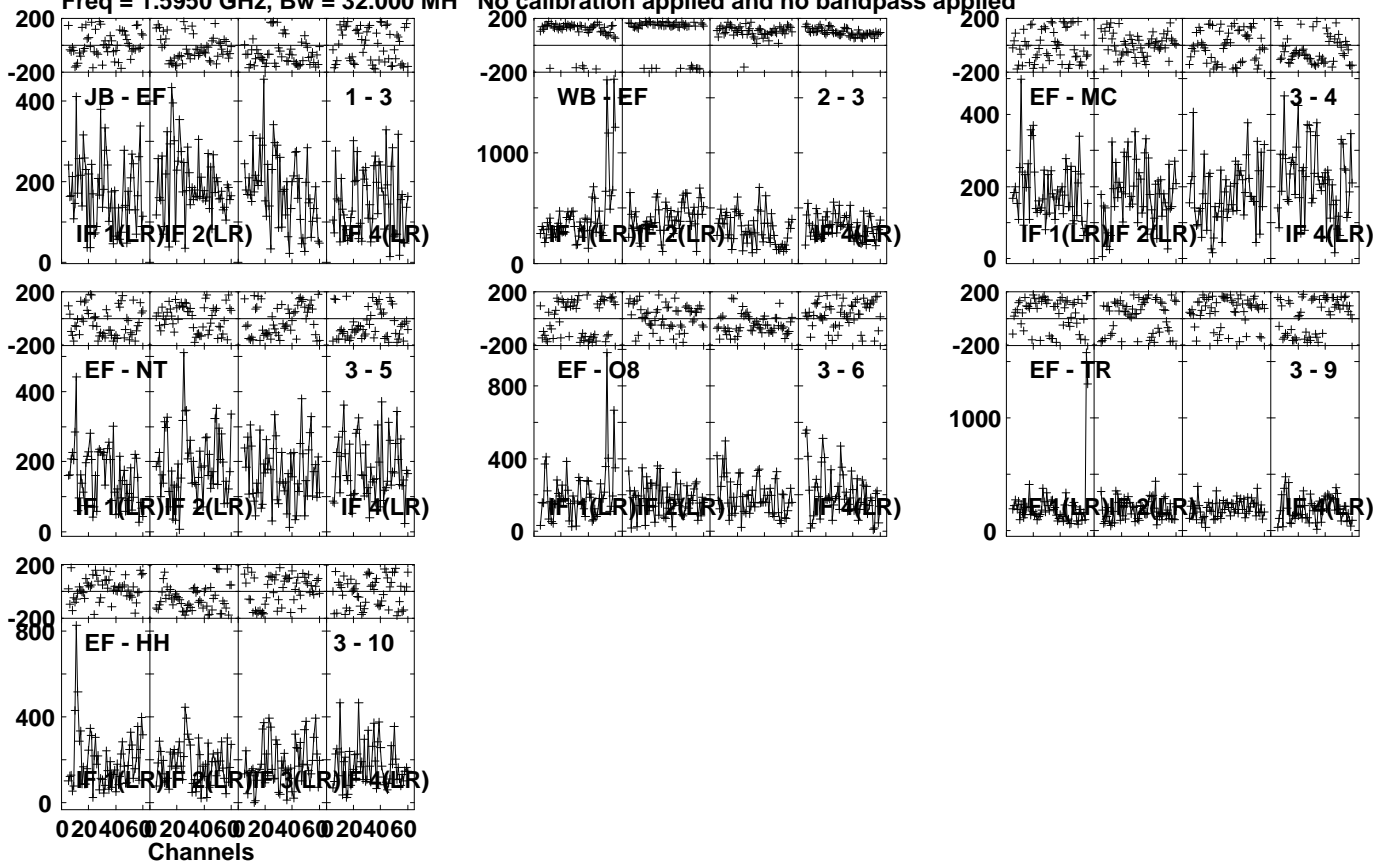 Freq = 1.5950 GHz, Bw = 32.000 MH No calibration applied and no bandpass applied
200
-200
JB - EF 1 - 3
400
200
0
IF 1(LR) IF 2(LR) IF 4(LR)
200
-200
WB - EF 2 - 3
1000
0
IF 1(LR) IF 2(LR) IF 4(LR)
200
-200
EF - MC 3 - 4
400
200
0
IF 1(LR) IF 2(LR) IF 4(LR)
200
-200
EF - NT 3 - 5
400
200
0
IF 1(LR) IF 2(LR) IF 4(LR)
200
-200
EF - O8 3 - 6
800
400
0
IF 1(LR) IF 2(LR) IF 4(LR)
200
-200
EF - TR 3 - 9
1000
0
IF 1(LR) IF 2(LR) IF 4(LR)
200
-200
800
EF - HH 3 - 10
400
0
IF 1(LR) IF 2(LR) IF 3(LR) IF 4(LR)
0 20 40 60 0 20 40 60 0 20 40 60 0 20 40 60
Channels